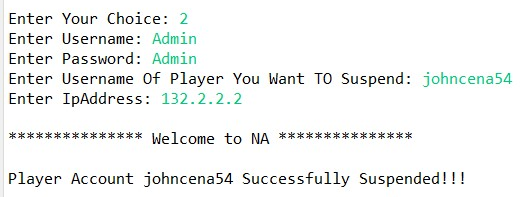 Enter Your Choice: 2
Enter Username: Admin
Enter Password: Admin
Enter Username Of Player You Want TO Suspend: johncena54
Enter IpAddress: 132.2.2.2
*************** Welcome to NA ***************
Player Account johncena54 Successfully Suspended!!!